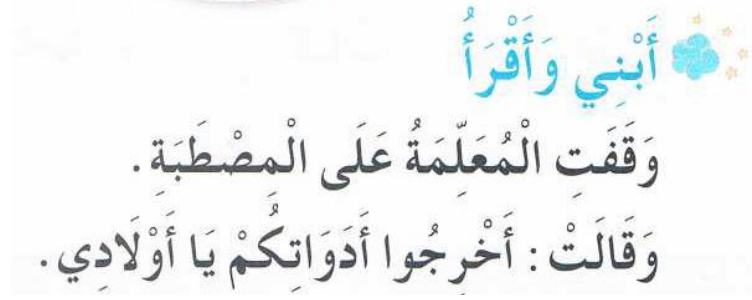 أَبْنِي وَأَقْرَأُ
وَقَفَتِ الْمُعَلِّمَةُ عَلَى الْمِصْطَبَةِ.
وَقَالَتْ: أَخْرِجُوا أَدَوَاتِكُمْ يَا أَوْلَادِي.